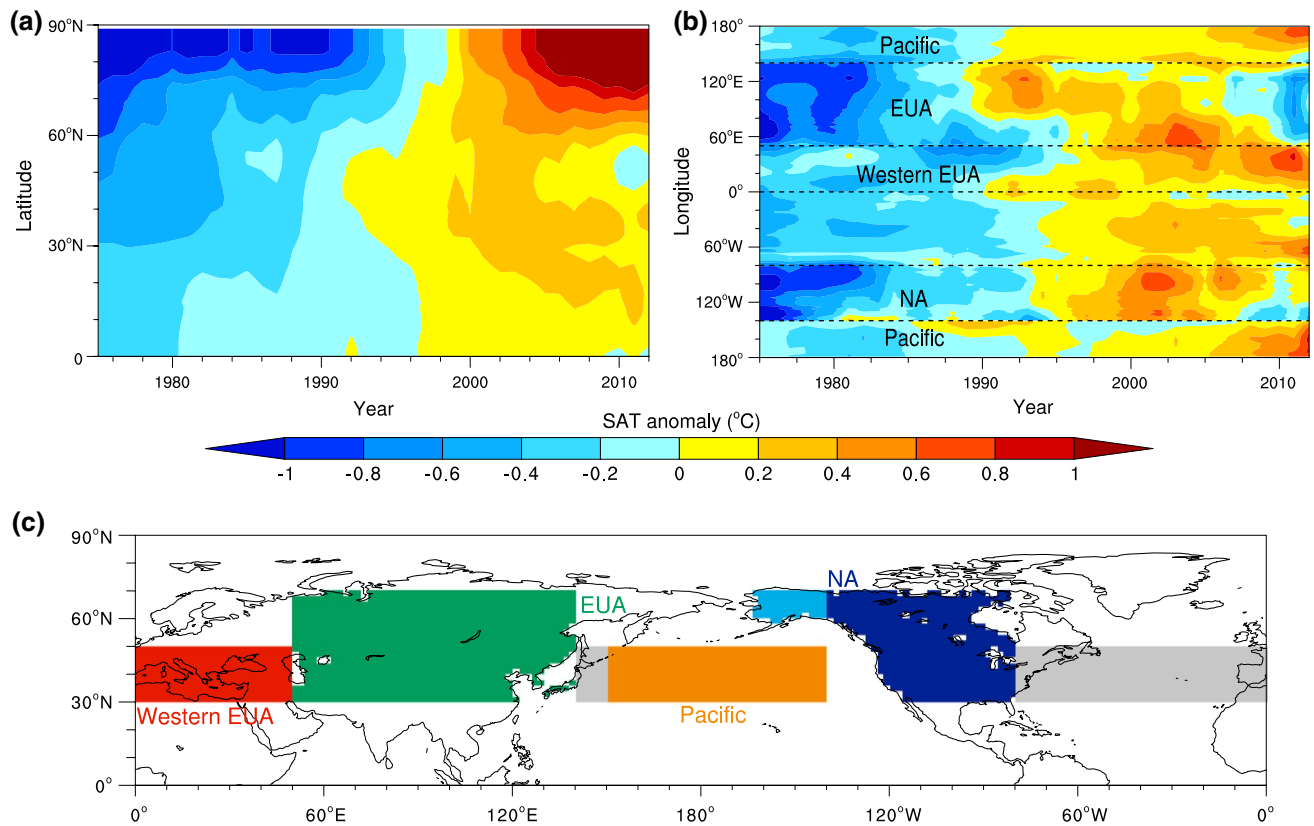 (a)
90°N
60°N
30°N
0
Latitude
1980
1990
2000
2010
Year
(b)
180°
120°E
60°E
0°
60°W
120°W
180°
Longitude
Pacific
EUA
Western EUA
NA
Pacific
1980
1990
2000
2010
Year
SAT anomaly (°C)
-1
-0.8
-0.6
-0.4
-0.2
0
0.2
0.4
0.6
0.8
1
(c)
90°N
60°N
30°N
0°
NA
EUA
Western EUA
Pacific
0°
60°E
120°E
180°
120°W
60°W
0°